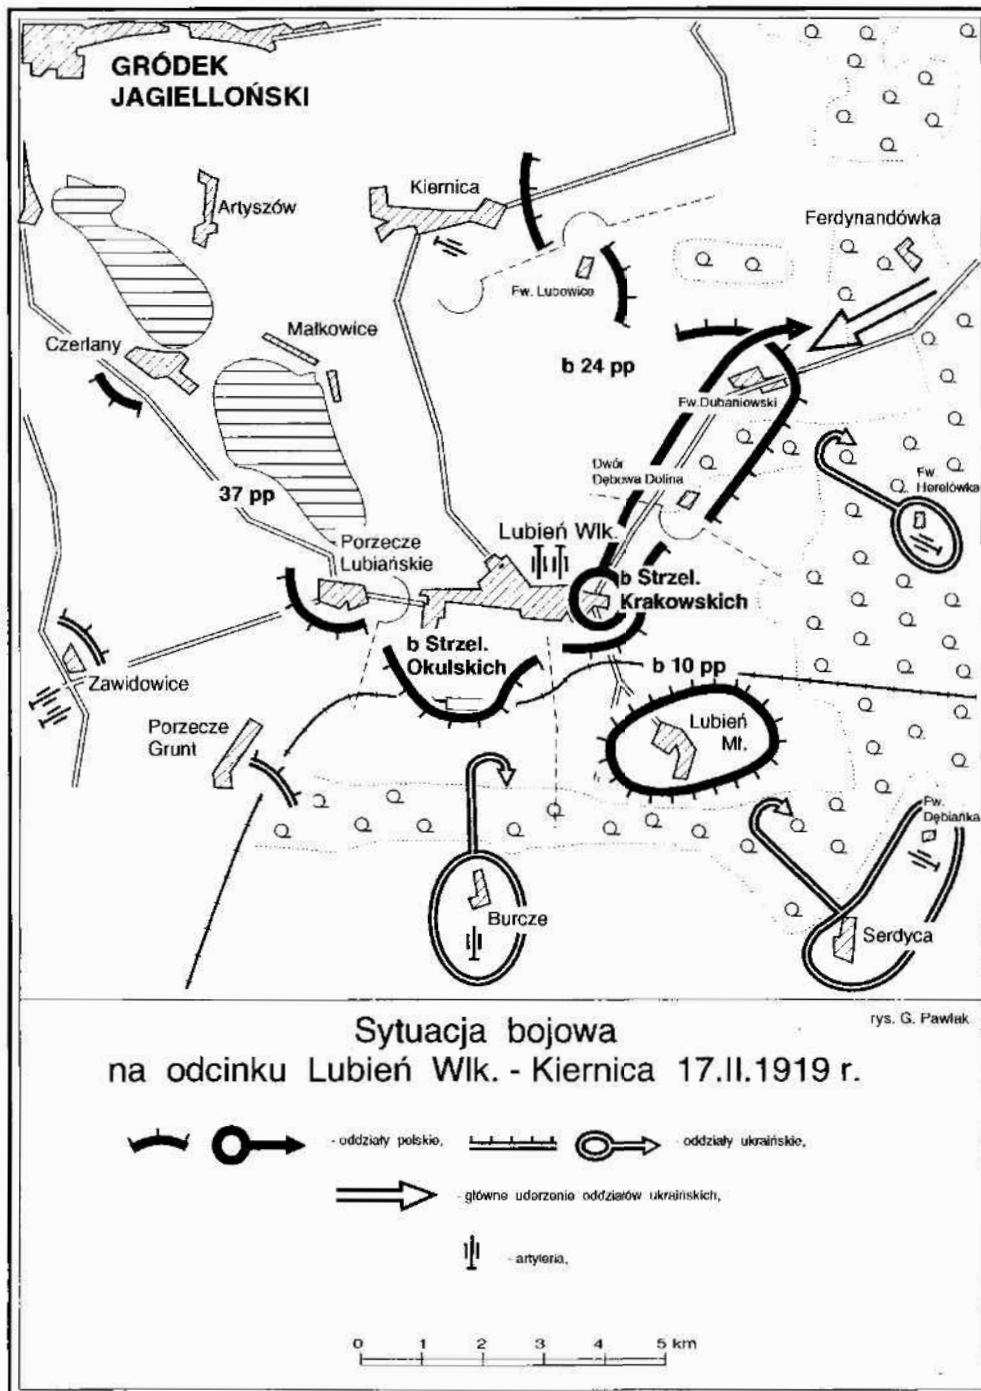 GRÓDEK
JAGIELLOŃSKI
Artyszów
Kiernica
Ferdynandówka
Fw. Lubowice
Czerlany
Małkowice
b 24 pp
Fw. Dubaniowski
37 pp
Dwór
Dębowa Dolina
Fw.
Herelówka
Lubień Wlk.
Porzecze
Lubiańskie
b Strzel.
Krakowskich
b Strzel.
Okulskich
b 10 pp
Zawidowice
Porzecze
Grunt
Lubień
Mł.
Fw.
Dębianka
Burcze
Serdyca
rys. G. Pawlak
Sytuacja bojowa
na odcinku Lubień Wlk. - Kiernica 17.II.1919 r.
- oddziały polskie,
- oddziały ukraińskie,
- główne uderzenie oddziałów ukraińskich,
- artyleria,
0 1 2 3 4 5 km